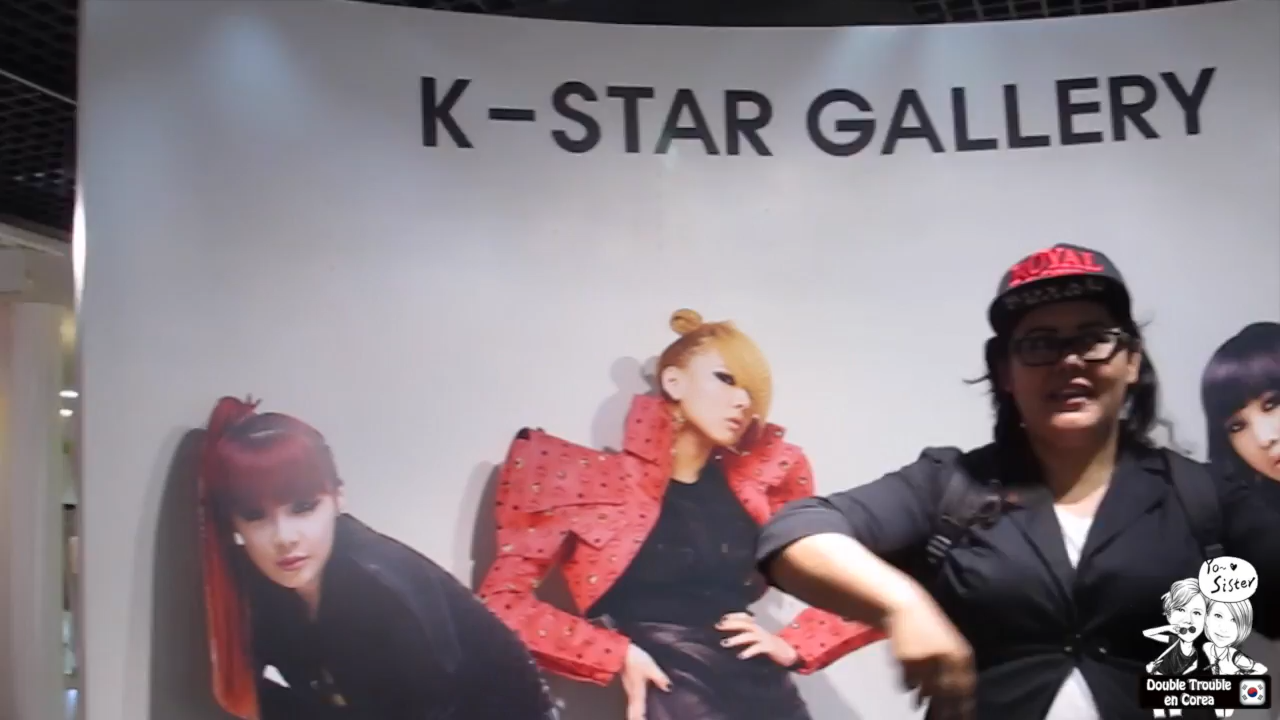 K-STAR GALLERY
ROYAL
Yo~
Sister
Double Trouble
en Corea